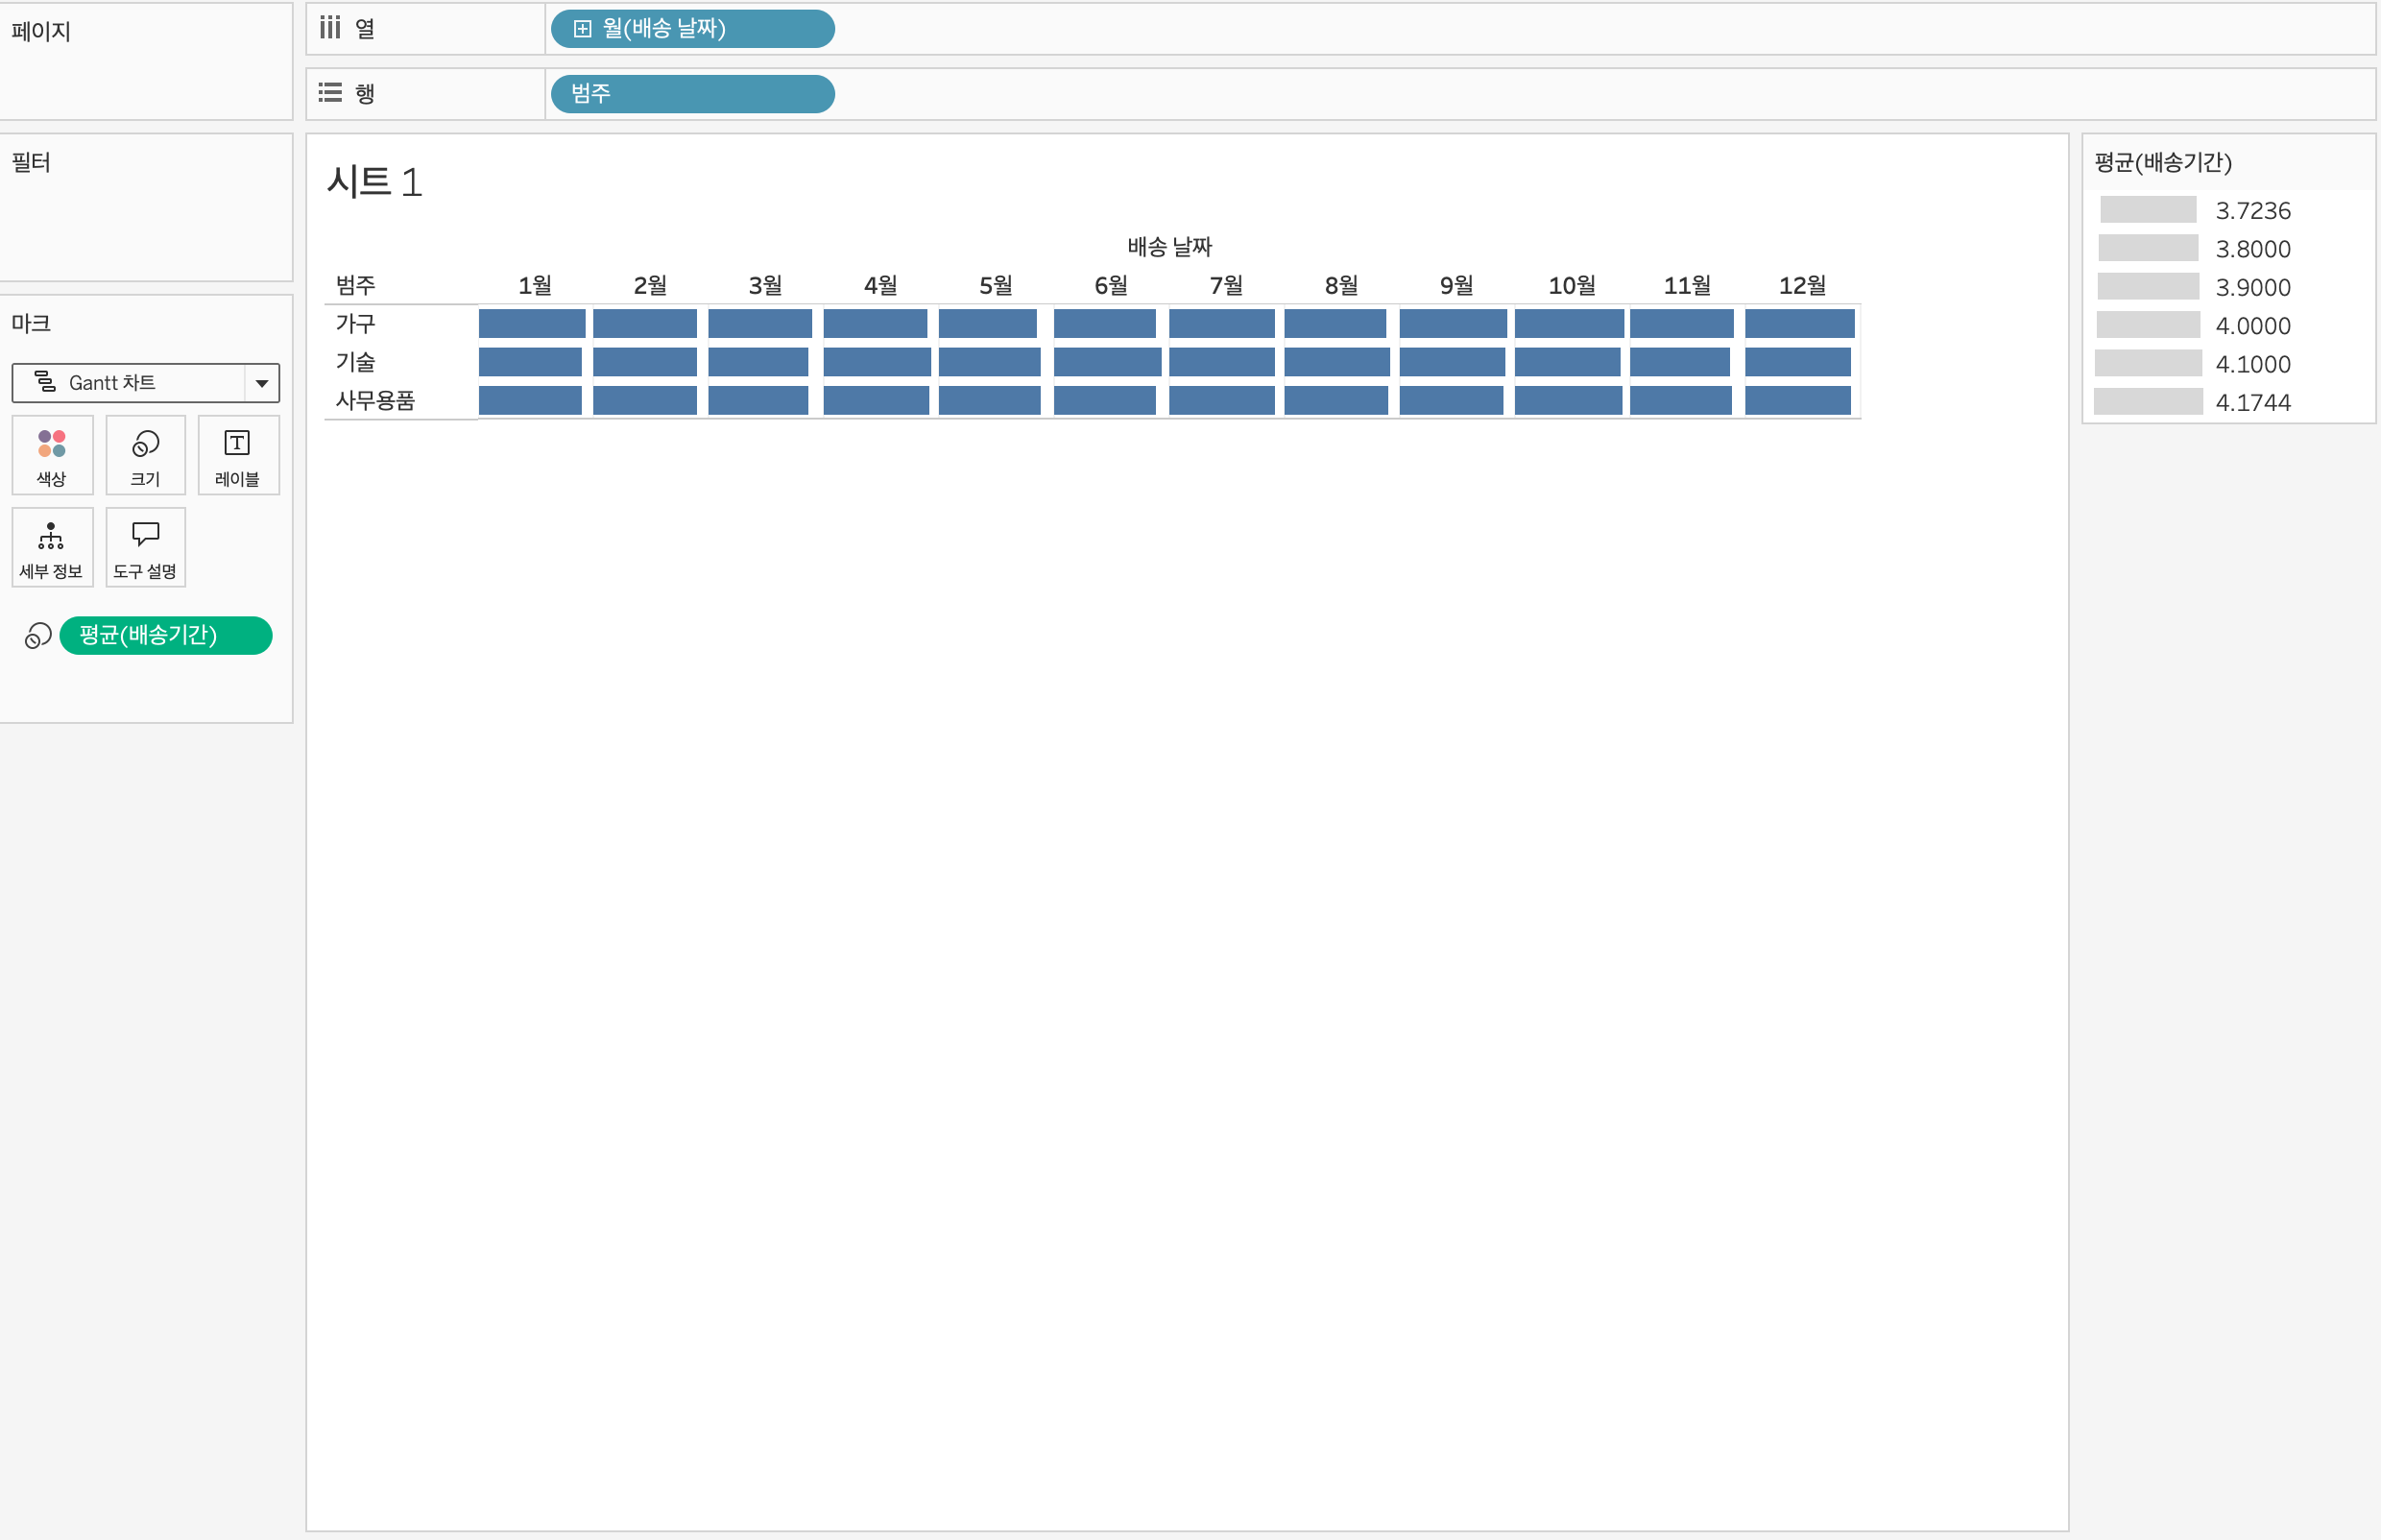 페이지
열
월(배송 날짜)
행
범주
필터
마크
Gantt 차트
색상
크기
레이블
세부 정보
도구 설명
평균(배송기간)
시트 1
배송 날짜
범주 1월 2월 3월 4월 5월 6월 7월 8월 9월 10월 11월 12월
가구
기술
사무용품
평균(배송기간)
3.7236
3.8000
3.9000
4.0000
4.1000
4.1744